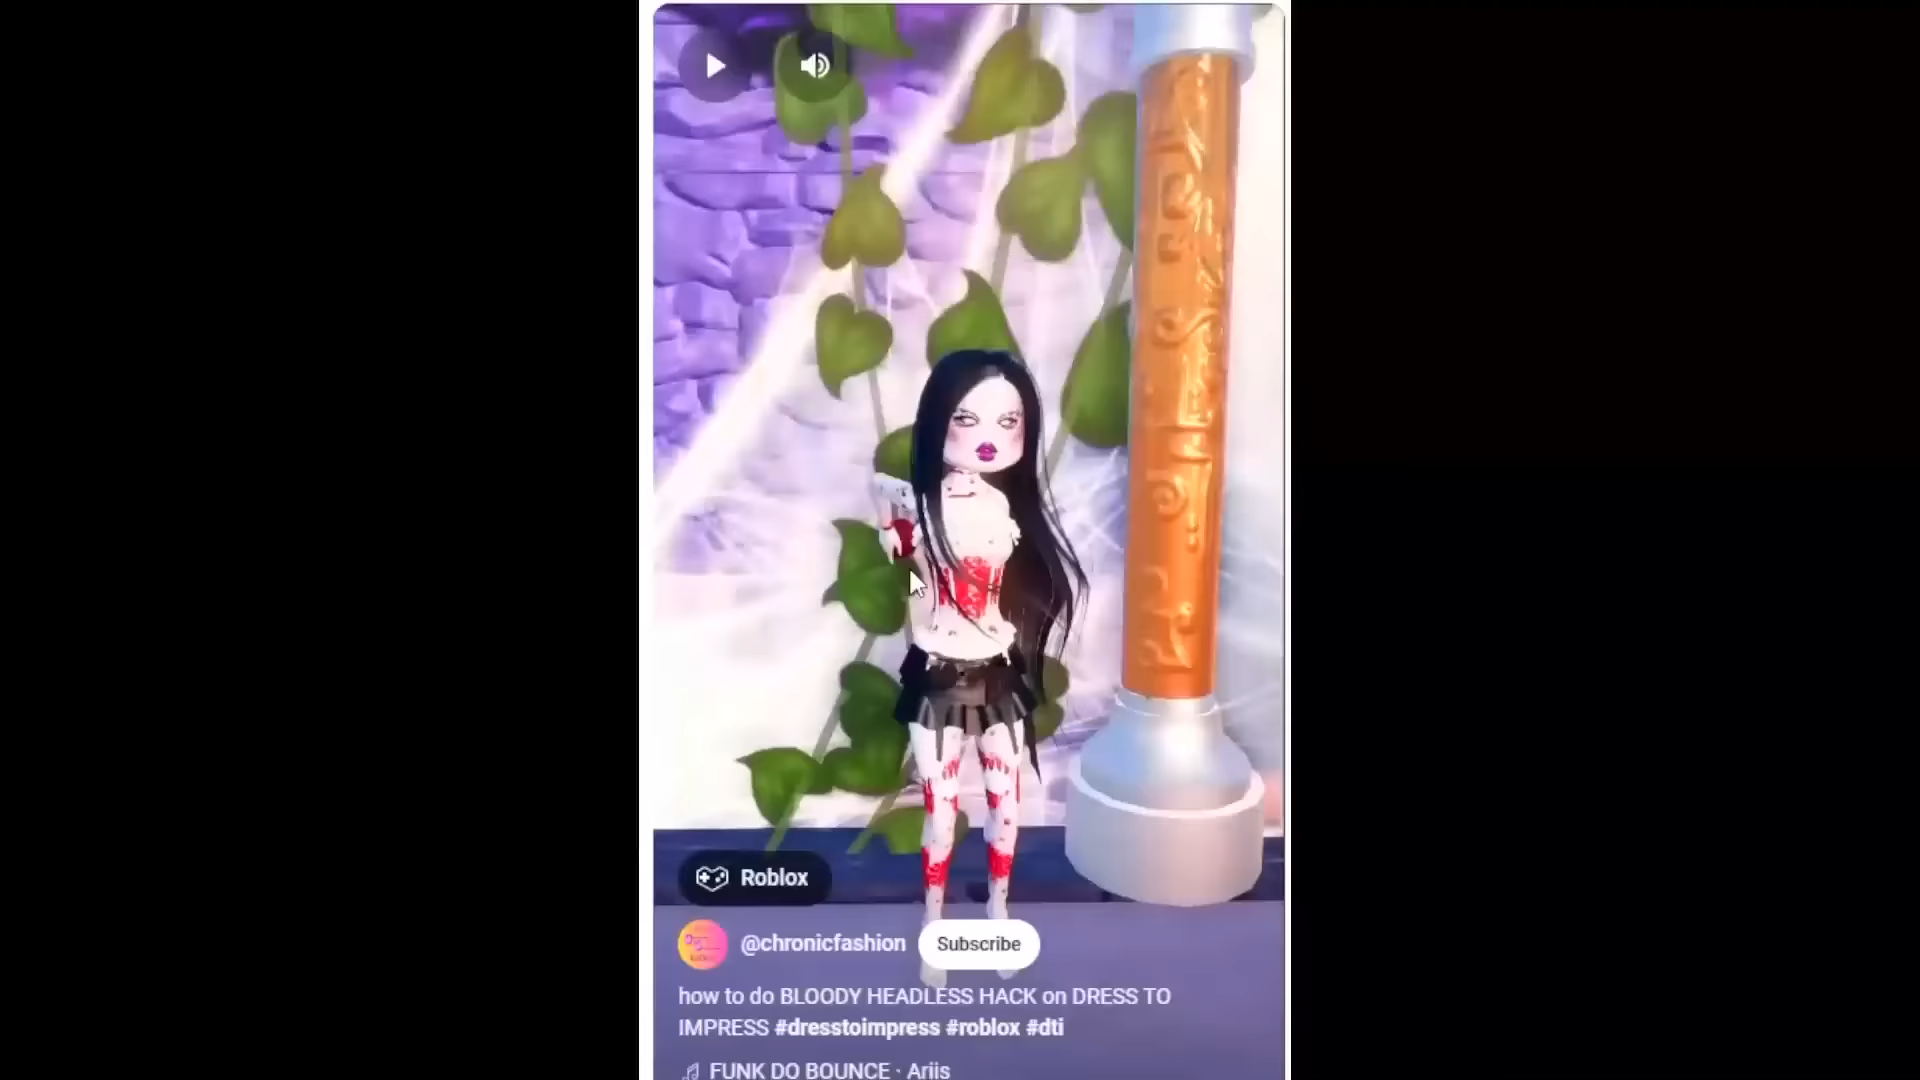 Roblox
@chronicfashion
Subscribe
how to do BLOODY HEADLESS HACK on DRESS TO
IMPRESS #dresstoimpress #roblox #dti
FUNK DO BOUNCE · Ariis